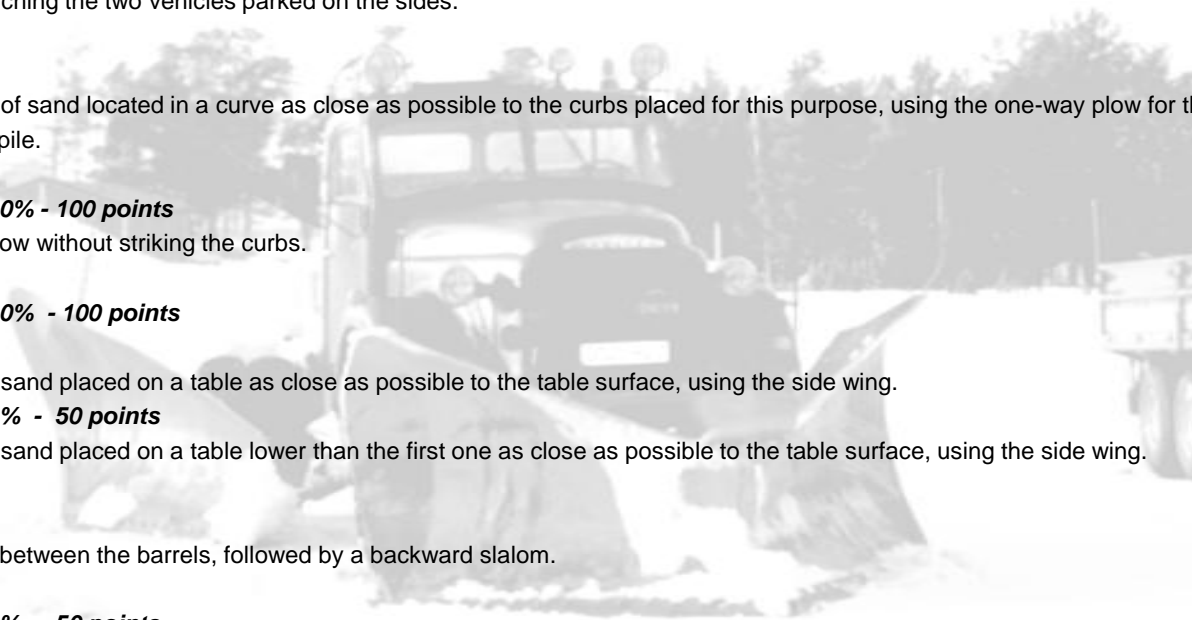 ching the two vehicles parked on the sides.
of sand located in a curve as close as possible to the curbs placed for this purpose, using the one-way plow for th
pile.
0% - 100 points
ow without striking the curbs.
0% - 100 points
sand placed on a table as close as possible to the table surface, using the side wing.
% - 50 points
sand placed on a table lower than the first one as close as possible to the table surface, using the side wing.
between the barrels, followed by a backward slalom.
% - 50 points